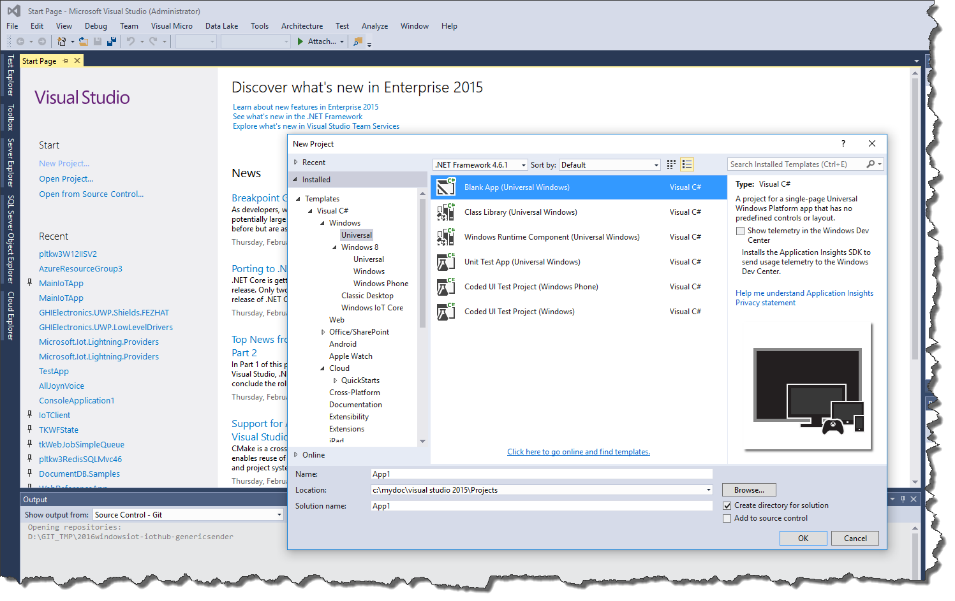 Start Page - Microsoft Visual Studio (Administrator)
File Edit View Debug Team Tools Visual Micro Data Lake Tools Architecture Test Analyze Window Help
Attach...
Start Page
Test Explorer
Toolbox
Server Explorer
SQL Server Object Explorer
Cloud Explorer
Visual Studio
Start
New Project...
Open Project...
Open from Source Control...
Recent
pltkw3W12IISV2
AzureResourceGroup3
MainIoTApp
MainIoTApp
GHIElectronics.UWP.Shields.FEZHAT
GHIElectronics.UWP.LowLevelDrivers
Microsoft.Iot.Lightning.Providers
Microsoft.Iot.Lightning.Providers
TestApp
AllJoynVoice
ConsoleApplication1
IoTClient
TKWFState
tkWebJobSimpleQueue
pltkw3RedisSQLMvc46
DocumentDB.Samples
Discover what's new in Enterprise 2015
Learn about new features in Enterprise 2015
See what's new in the .NET Framework
Explore what's new in Visual Studio Team Services
News
Breakpoint
As developers, w
potentially large
before but are as
Thursday, Februa
Porting to .N
.NET Core is gett
release. Only two
release of .NET C
Thursday, Februa
Top News fro
Part 2
In Part 1 of this p
Visual Studio, .N
conclude the rol
Thursday, Februa
Support for
Visual Studio
CMake is a cross
enables reuse of
and project syste
Thursday, Februa
New Project
? 
Recent
Installed
Templates
Visual C#
Windows
Universal
Windows 8
Universal
Windows
Windows Phone
Classic Desktop
Windows IoT Core
Web
Office/SharePoint
Android
Apple Watch
Cloud
QuickStarts
Cross-Platform
Documentation
Extensibility
Extensions
iPad
Online
.NET Framework 4.6.1 Sort by: Default
Search Installed Templates (Ctrl+E)
Blank App (Universal Windows) Visual C#
Class Library (Universal Windows) Visual C#
Windows Runtime Component (Universal Windows) Visual C#
Unit Test App (Universal Windows) Visual C#
Coded UI Test Project (Windows Phone) Visual C#
Coded UI Test Project (Windows) Visual C#
Click here to go online and find templates.
Type: Visual C#
A project for a single-page Universal
Windows Platform app that has no
predefined controls or layout.
Show telemetry in the Windows Dev
Center
Installs the Application Insights SDK to
send usage telemetry to the Windows
Dev Center.
Help me understand Application Insights
Privacy statement
Name: App1
Location: c:\mydoc\visual studio 2015\Projects
Browse...
Solution name: App1
Create directory for solution
Add to source control
OK Cancel
Output
Show output from: Source Control - Git
Opening repositories:
D:\GIT_TMP\2016windowsiot-iothub-genericsender